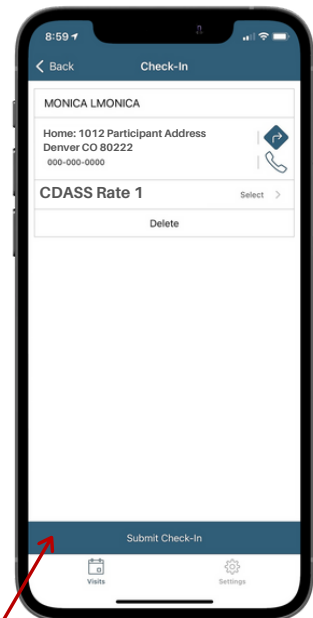 8:59
Back Check-In
MONICA LMONICA
Home: 1012 Participant Address
Denver CO 80222
000-000-0000
CDASS Rate 1 Select
Delete
Submit Check-In
Visits Settings